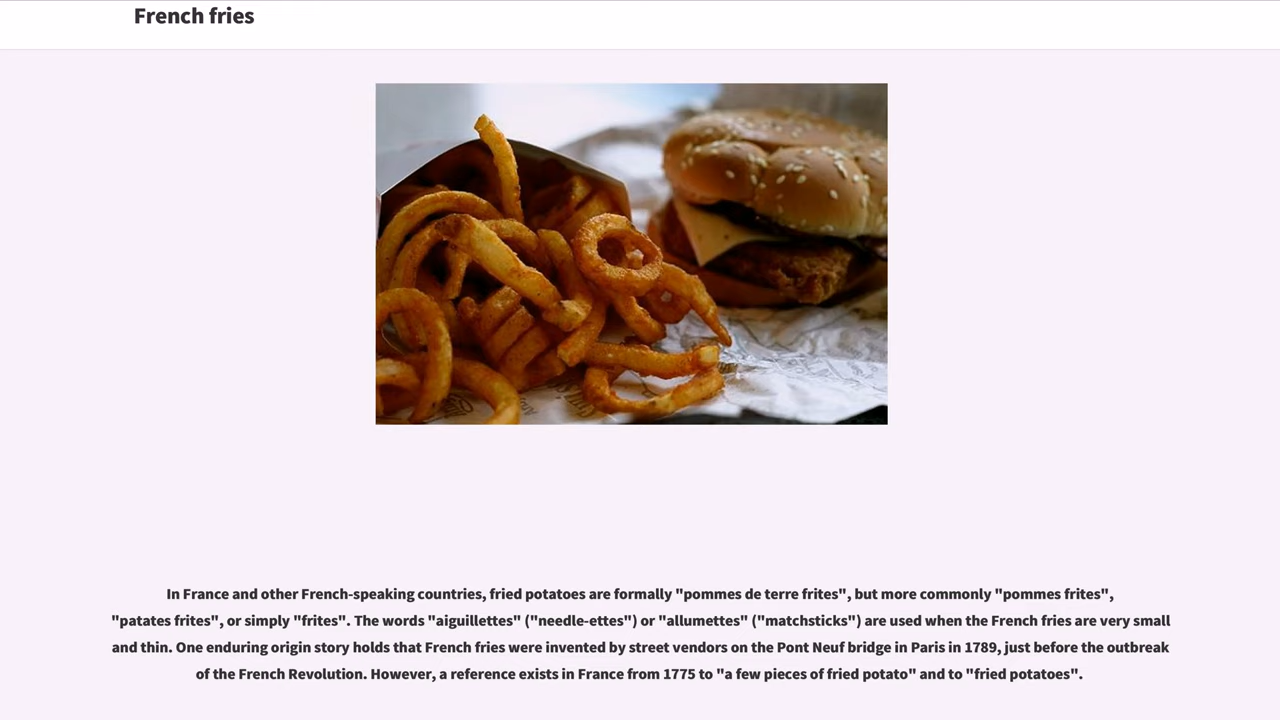 French fries
In France and other French-speaking countries, fried potatoes are formally "pommes de terre frites", but more commonly "pommes frites",
"patates frites", or simply "frites". The words "aiguillettes" ("needle-ettes") or "allumettes" ("matchsticks") are used when the French fries are very small
and thin. One enduring origin story holds that French fries were invented by street vendors on the Pont Neuf bridge in Paris in 1789, just before the outbreak
of the French Revolution. However, a reference exists in France from 1775 to "a few pieces of fried potato" and to "fried potatoes".